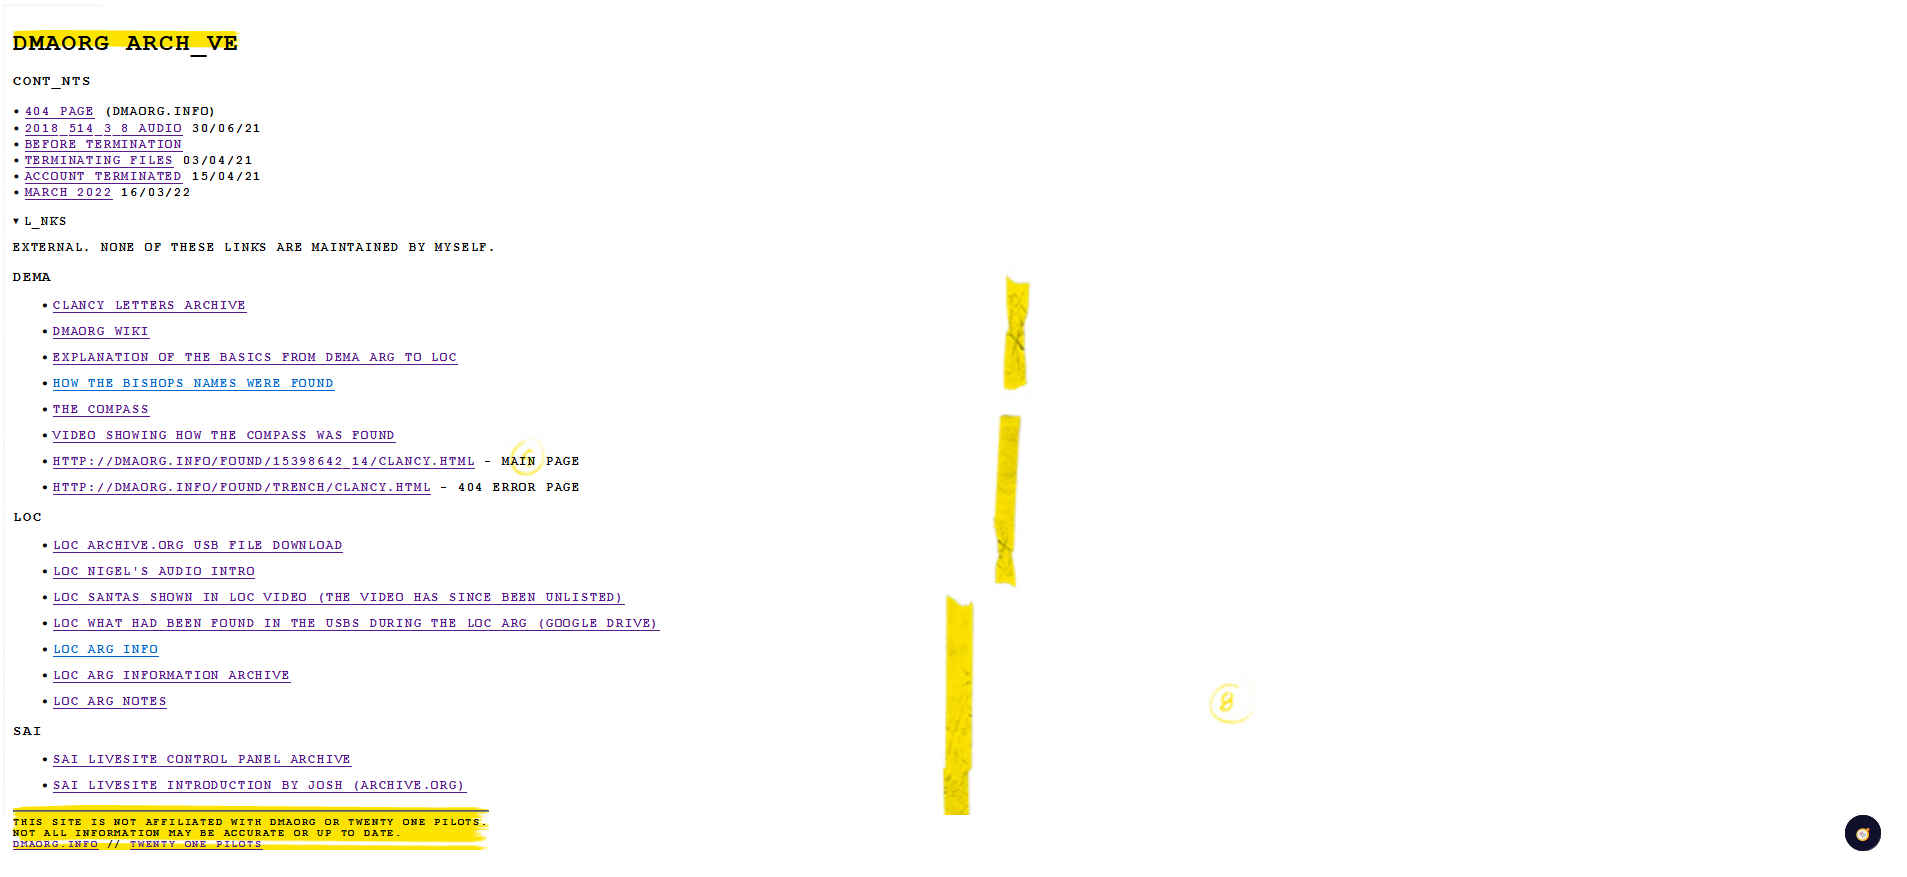 DMAORG ARCH_VE
CONT_NTS
• 404 PAGE (DMAORG.INFO)
• 2018_514_3_8 AUDIO 30/06/21
• BEFORE TERMINATION
• TERMINATING FILES 03/04/21
• ACCOUNT TERMINATED 15/04/21
• MARCH 2022 16/03/22
▾ L_NKS
EXTERNAL. NONE OF THESE LINKS ARE MAINTAINED BY MYSELF.
DEMA
• CLANCY LETTERS ARCHIVE
• DMAORG WIKI
• EXPLANATION OF THE BASICS FROM DEMA ARG TO LOC
• HOW THE BISHOPS NAMES WERE FOUND
• THE COMPASS
• VIDEO SHOWING HOW THE COMPASS WAS FOUND
• HTTP://DMAORG.INFO/FOUND/15398642_14/CLANCY.HTML - MAIN PAGE
• HTTP://DMAORG.INFO/FOUND/TRENCH/CLANCY.HTML - 404 ERROR PAGE
LOC
• LOC ARCHIVE.ORG USB FILE DOWNLOAD
• LOC NIGEL'S AUDIO INTRO
• LOC SANTAS SHOWN IN LOC VIDEO (THE VIDEO HAS SINCE BEEN UNLISTED)
• LOC WHAT HAD BEEN FOUND IN THE USBS DURING THE LOC ARG (GOOGLE DRIVE)
• LOC ARG INFO
• LOC ARG INFORMATION ARCHIVE
• LOC ARG NOTES
8
SAI
• SAI LIVESITE CONTROL PANEL ARCHIVE
• SAI LIVESITE INTRODUCTION BY JOSH (ARCHIVE.ORG)
THIS SITE IS NOT AFFILIATED WITH DMAORG OR TWENTY ONE PILOTS.
NOT ALL INFORMATION MAY BE ACCURATE OR UP TO DATE.
DMAORG.INFO // TWENTY ONE PILOTS